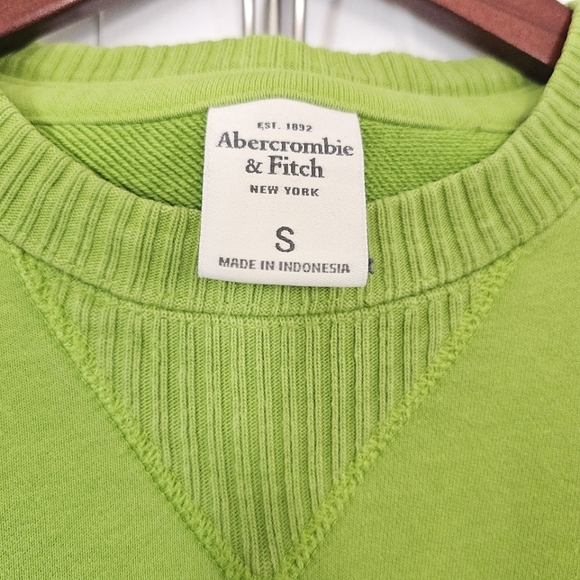 EST. 1892
Abercrombie
& Fitch
NEW YORK
S
MADE IN INDONESIA